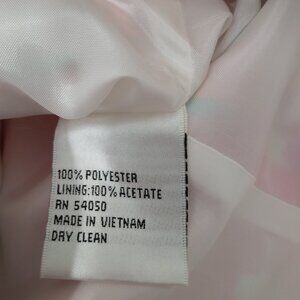 100% POLYESTER
LINING:100% ACETATE
RN 54050
MADE IN VIETNAM
DRY CLEAN